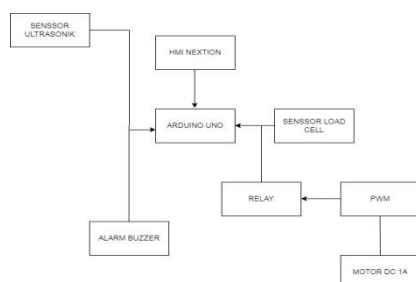 SENSSOR
ULTRASONIK
HMI NEXTION
ARDUINO UNO
SENSSOR LOAD
CELL
RELAY
PWM
ALARM BUZZER
MOTOR DC 1A